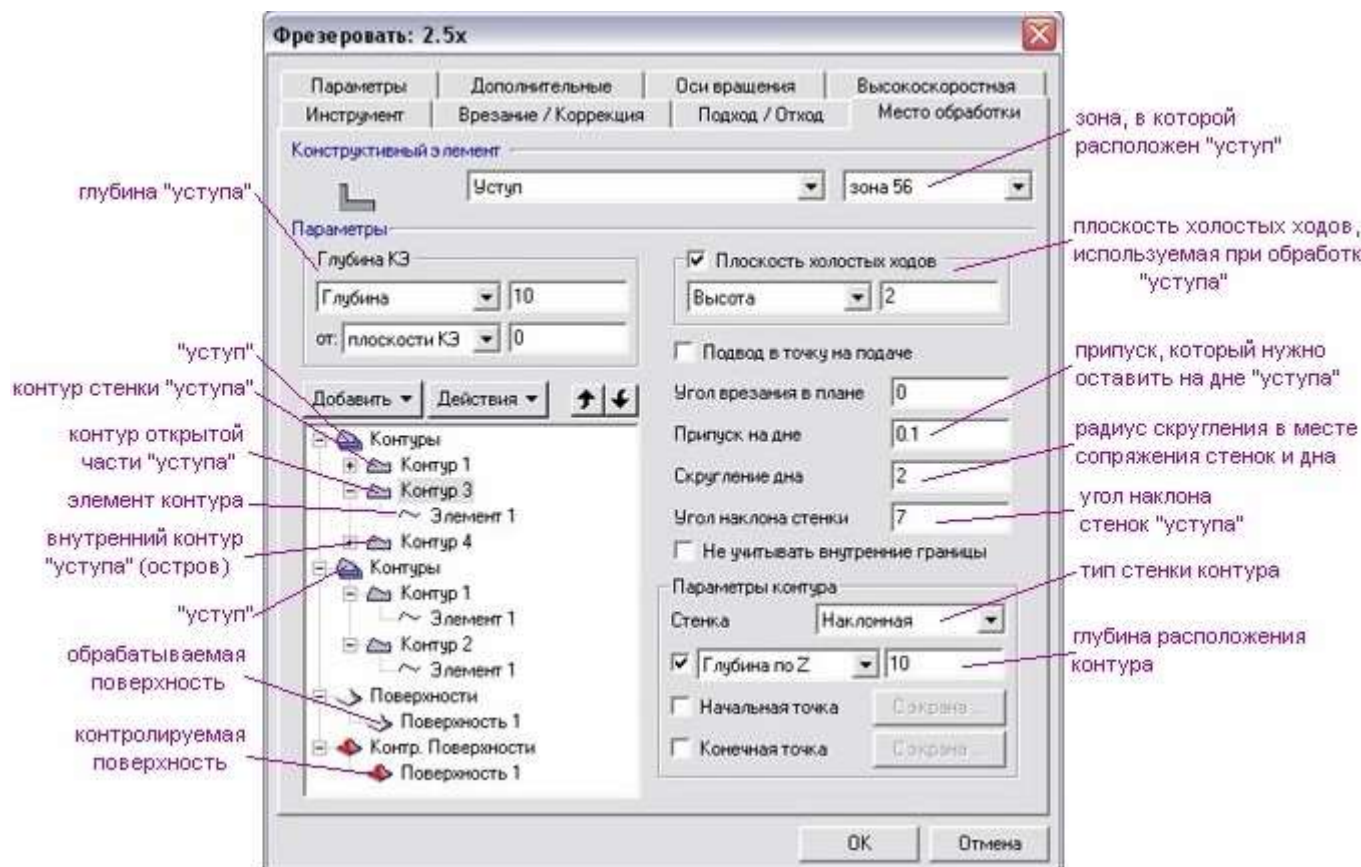 Фрезеровать: 2.5x
Параметры Дополнительные Оси вращения Высокоскоростная
Инструмент Врезание / Коррекция Подход / Отход Место обработки
Конструктивный элемент
Уступ зона 56
Параметры
Глубина КЭ
Глубина 10
от: плоскости КЭ 0
Добавить Действия
Контуры
Контур 1
Контур 3
Элемент 1
Контур 4
Контуры
Контур 1
Элемент 1
Контур 2
Элемент 1
Поверхности
Поверхность 1
Контр. Поверхности
Поверхность 1
Плоскость холостых ходов
Высота 2
Подвод в точку на подаче
Угол врезания в плане 0
Припуск на дне 0.1
Скругление дна 2
Угол наклона стенки 7
Не учитывать внутренние границы
Параметры контура
Стенка Наклонная
Глубина по Z 10
Начальная точка Сохрана...
Конечная точка Сохрана...
OK Отмена
глубина "уступа"
"уступ"
контур стенки "уступа"
контур открытой
части "уступа"
элемент контура
внутренний контур
"уступа" (остров)
"уступ"
обрабатываемая
поверхность
контролируемая
поверхность
зона, в которой
расположен "уступ"
плоскость холостых ходов,
используемая при обработк
"уступа"
припуск, который нужно
оставить на дне "уступа"
радиус скругления в месте
сопряжения стенок и дна
угол наклона
стенок "уступа"
тип стенки контура
глубина расположения
контура